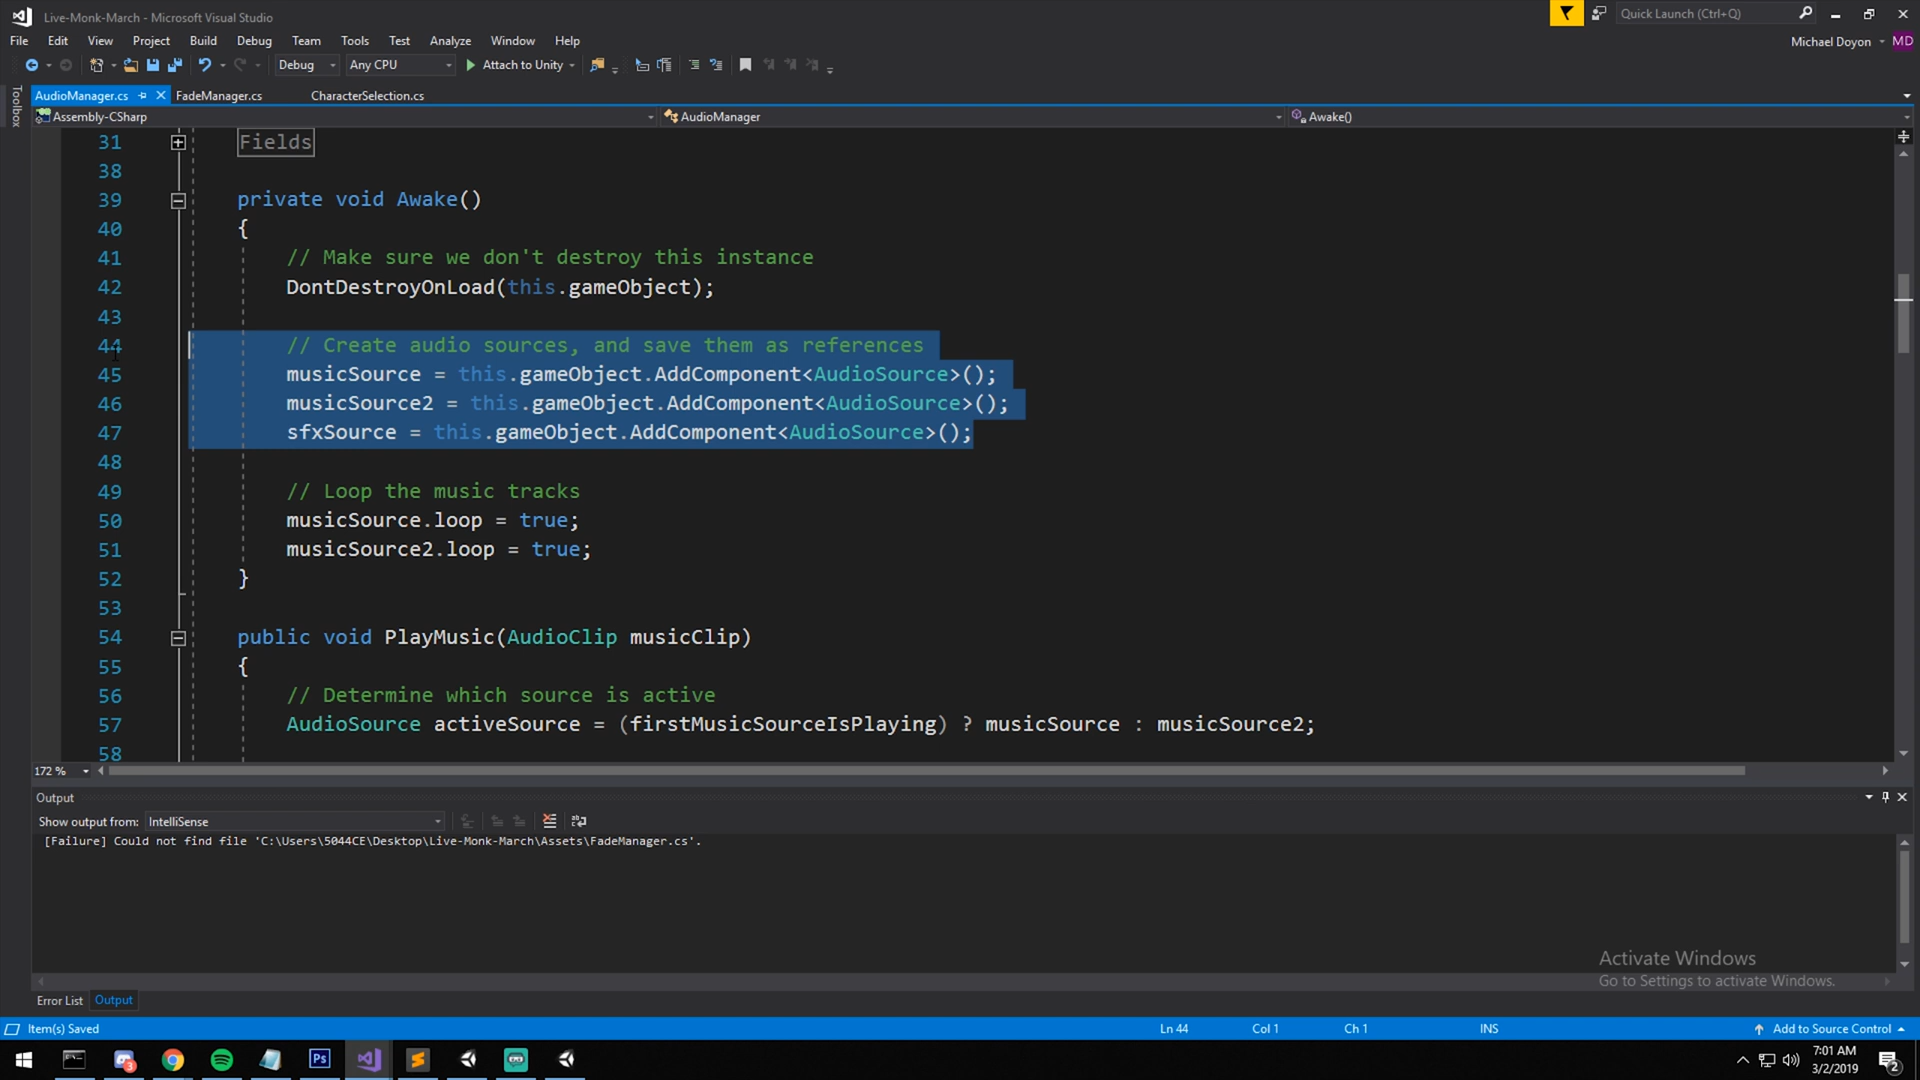 Live-Monk-March - Microsoft Visual Studio
Quick Launch (Ctrl+Q)
File Edit View Project Build Debug Team Tools Test Analyze Window Help
Michael Doyon MD
Debug Any CPU Attach to Unity
Toolbox
AudioManager.cs FadeManager.cs CharacterSelection.cs
Assembly-CSharp AudioManager Awake()
31 Fields
38
39 private void Awake()
40 {
41 // Make sure we don't destroy this instance
42 DontDestroyOnLoad(this.gameObject);
43
44 // Create audio sources, and save them as references
45 musicSource = this.gameObject.AddComponent<AudioSource>();
46 musicSource2 = this.gameObject.AddComponent<AudioSource>();
47 sfxSource = this.gameObject.AddComponent<AudioSource>();
48
49 // Loop the music tracks
50 musicSource.loop = true;
51 musicSource2.loop = true;
52 }
53
54 public void PlayMusic(AudioClip musicClip)
55 {
56 // Determine which source is active
57 AudioSource activeSource = (firstMusicSourceIsPlaying) ? musicSource : musicSource2;
58
172 %
Output
Show output from: IntelliSense
[Failure] Could not find file 'C:\Users\5044CE\Desktop\Live-Monk-March\Assets\FadeManager.cs'.
Activate Windows
Go to Settings to activate Windows.
Error List Output
Item(s) Saved Ln 44 Col 1 Ch 1 INS Add to Source Control
3 Ps 7:01 AM
3/2/2019 2